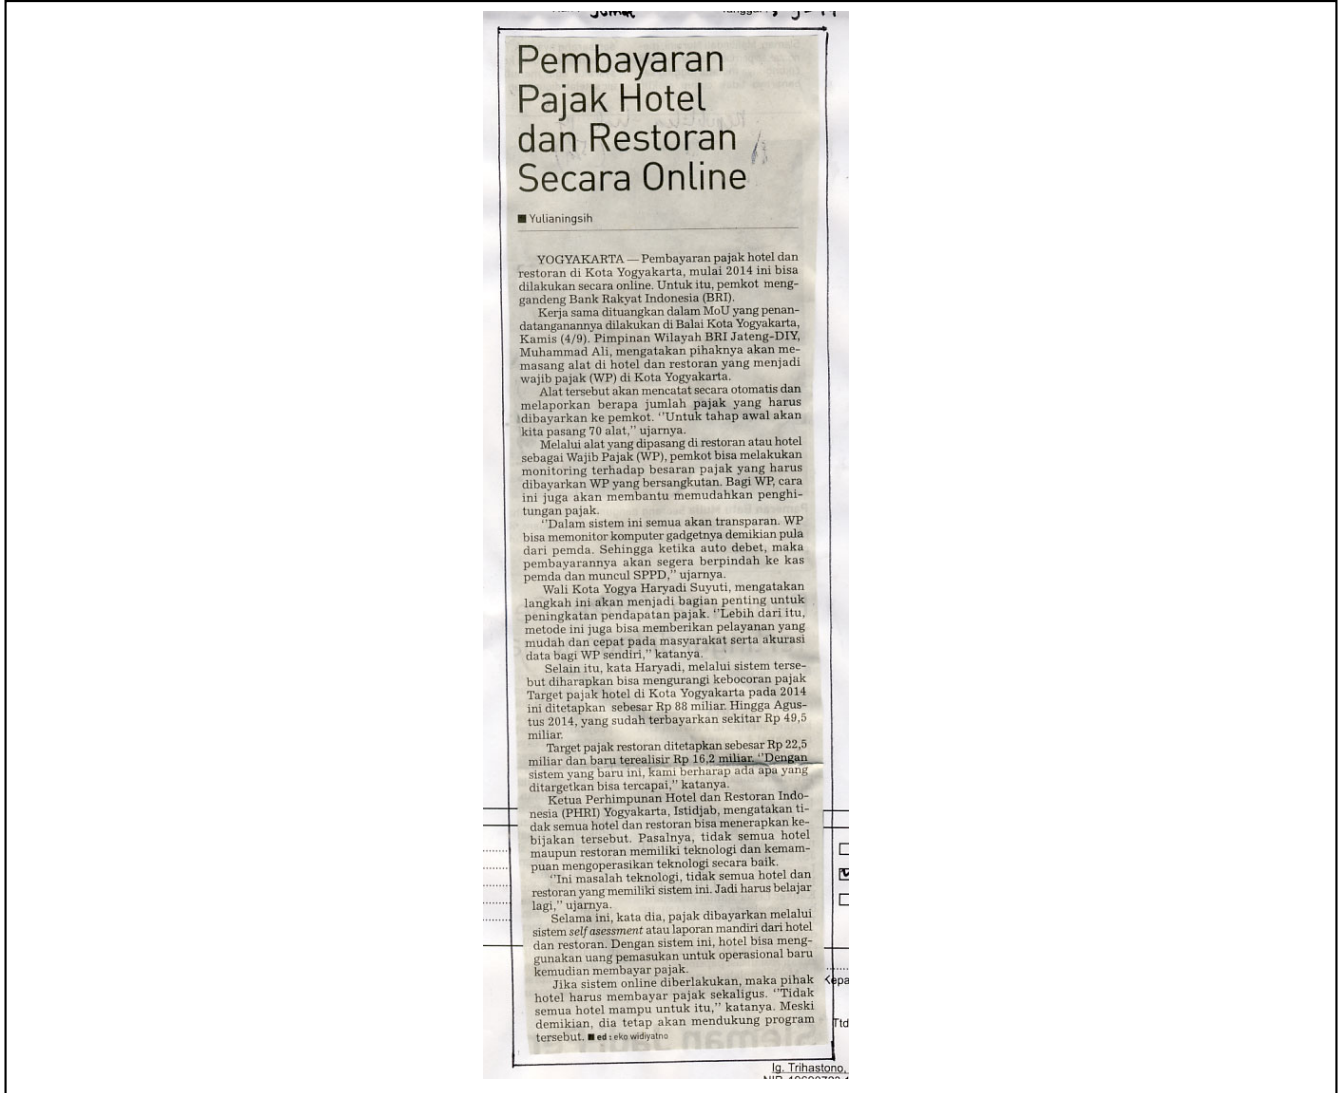 Jumat
Pembayaran
Pajak Hotel
dan Restoran
Secara Online
Yulianingsih
YOGYAKARTA — Pembayaran pajak hotel dan
restoran di Kota Yogyakarta, mulai 2014 ini bisa
dilakukan secara online. Untuk itu, pemkot meng-
gandeng Bank Rakyat Indonesia (BRI).
Kerja sama dituangkan dalam MoU yang penan-
datanganannya dilakukan di Balai Kota Yogyakarta,
Kamis (4/9). Pimpinan Wilayah BRI Jateng-DIY,
Muhammad Ali, mengatakan pihaknya akan me-
masang alat di hotel dan restoran yang menjadi
wajib pajak (WP) di Kota Yogyakarta.
Alat tersebut akan mencatat secara otomatis dan
melaporkan berapa jumlah pajak yang harus
dibayarkan ke pemkot. ''Untuk tahap awal akan
kita pasang 70 alat,'' ujarnya.
Melalui alat yang dipasang di restoran atau hotel
sebagai Wajib Pajak (WP), pemkot bisa melakukan
monitoring terhadap besaran pajak yang harus
dibayarkan WP yang bersangkutan. Bagi WP, cara
ini juga akan membantu memudahkan penghi-
tungan pajak.
''Dalam sistem ini semua akan transparan. WP
bisa memonitor komputer gadgetnya demikian pula
dari pemda. Sehingga ketika auto debet, maka
pembayarannya akan segera berpindah ke kas
pemda dan muncul SPPD,'' ujarnya.
Wali Kota Yogya Haryadi Suyuti, mengatakan
langkah ini akan menjadi bagian penting untuk
peningkatan pendapatan pajak. ''Lebih dari itu,
metode ini juga bisa memberikan pelayanan yang
mudah dan cepat pada masyarakat serta akurasi
data bagi WP sendiri,'' katanya.
Selain itu, kata Haryadi, melalui sistem terse-
but diharapkan bisa mengurangi kebocoran pajak
Target pajak hotel di Kota Yogyakarta pada 2014
ini ditetapkan sebesar Rp 88 miliar. Hingga Agus-
tus 2014, yang sudah terbayarkan sekitar Rp 49,5
miliar.
Target pajak restoran ditetapkan sebesar Rp 22,5
miliar dan baru terealisir Rp 16,2 miliar. ''Dengan
sistem yang baru ini, kami berharap ada apa yang
ditargetkan bisa tercapai,'' katanya.
Ketua Perhimpunan Hotel dan Restoran Indo-
nesia (PHRI) Yogyakarta, Istidjab, mengatakan ti-
dak semua hotel dan restoran bisa menerapkan ke-
bijakan tersebut. Pasalnya, tidak semua hotel
maupun restoran memiliki teknologi dan kemam-
puan mengoperasikan teknologi secara baik.
''Ini masalah teknologi, tidak semua hotel dan
restoran yang memiliki sistem ini. Jadi harus belajar
lagi,'' ujarnya.
Selama ini, kata dia, pajak dibayarkan melalui
sistem self asessment atau laporan mandiri dari hotel
dan restoran. Dengan sistem ini, hotel bisa meng-
gunakan uang pemasukan untuk operasional baru
kemudian membayar pajak.
Jika sistem online diberlakukan, maka pihak
hotel harus membayar pajak sekaligus. ''Tidak
semua hotel mampu untuk itu,'' katanya. Meski
demikian, dia tetap akan mendukung program
tersebut. ■ ed : eko widiyatno
Kepa
Ttd
Ig. Trihastono,